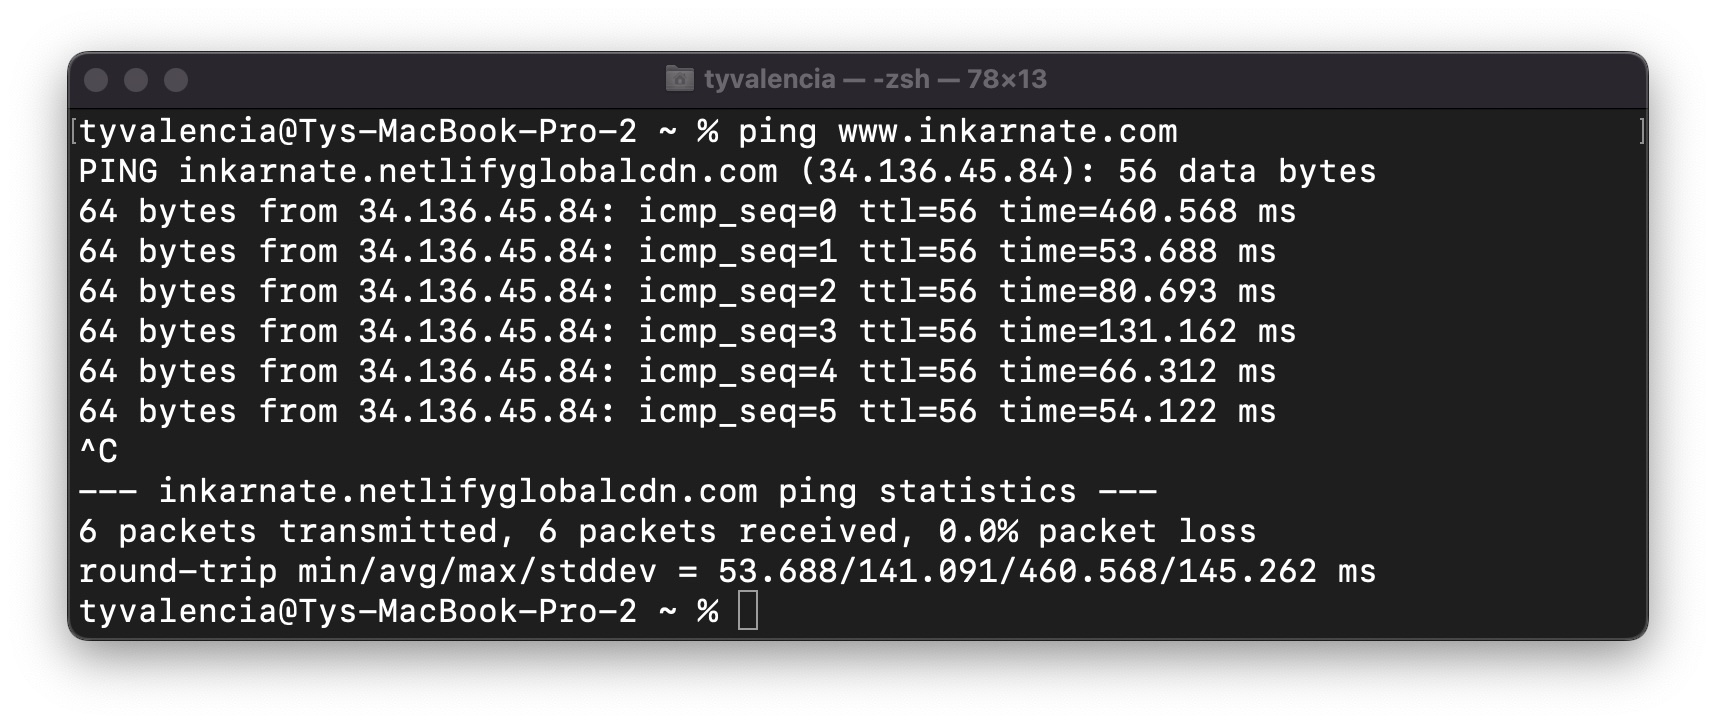 tyvalencia — -zsh — 78×13
[tyvalencia@Tys-MacBook-Pro-2 ~ % ping www.inkarnate.com ]
PING inkarnate.netlifyglobalcdn.com (34.136.45.84): 56 data bytes
64 bytes from 34.136.45.84: icmp_seq=0 ttl=56 time=460.568 ms
64 bytes from 34.136.45.84: icmp_seq=1 ttl=56 time=53.688 ms
64 bytes from 34.136.45.84: icmp_seq=2 ttl=56 time=80.693 ms
64 bytes from 34.136.45.84: icmp_seq=3 ttl=56 time=131.162 ms
64 bytes from 34.136.45.84: icmp_seq=4 ttl=56 time=66.312 ms
64 bytes from 34.136.45.84: icmp_seq=5 ttl=56 time=54.122 ms
^C
--- inkarnate.netlifyglobalcdn.com ping statistics ---
6 packets transmitted, 6 packets received, 0.0% packet loss
round-trip min/avg/max/stddev = 53.688/141.091/460.568/145.262 ms
tyvalencia@Tys-MacBook-Pro-2 ~ %